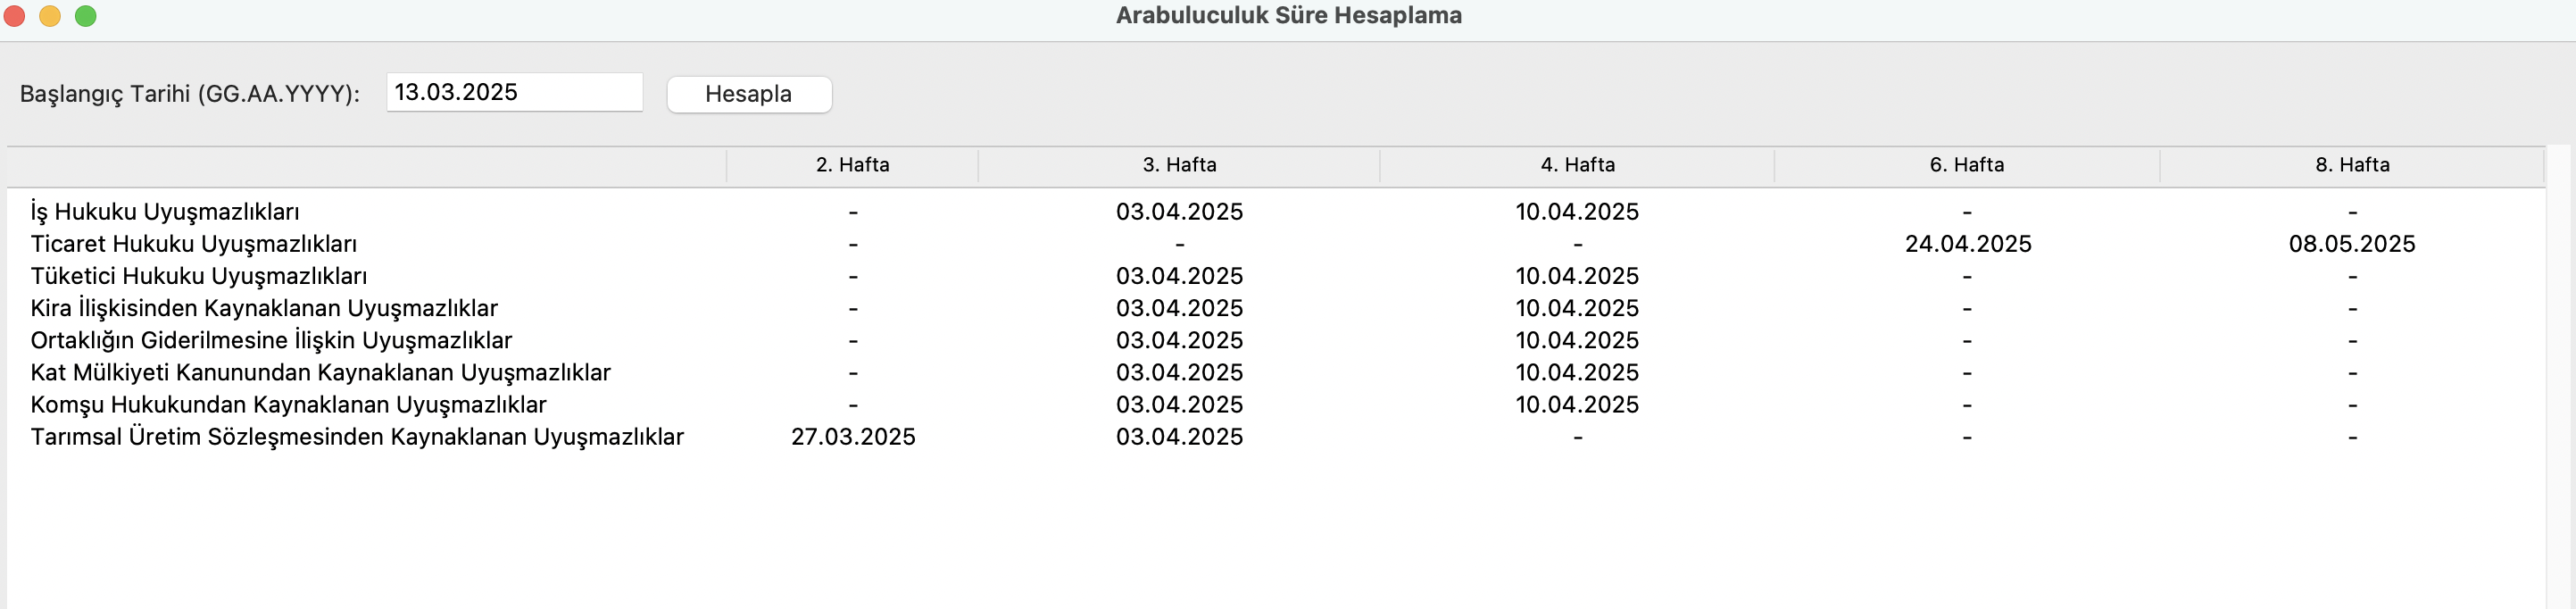 Arabuluculuk Süre Hesaplama
Başlangıç Tarihi (GG.AA.YYYY): 13.03.2025 Hesapla
2. Hafta 3. Hafta 4. Hafta 6. Hafta 8. Hafta
İş Hukuku Uyuşmazlıkları - 03.04.2025 10.04.2025 - -
Ticaret Hukuku Uyuşmazlıkları - - - 24.04.2025 08.05.2025
Tüketici Hukuku Uyuşmazlıkları - 03.04.2025 10.04.2025 - -
Kira İlişkisinden Kaynaklanan Uyuşmazlıklar - 03.04.2025 10.04.2025 - -
Ortaklığın Giderilmesine İlişkin Uyuşmazlıklar - 03.04.2025 10.04.2025 - -
Kat Mülkiyeti Kanunundan Kaynaklanan Uyuşmazlıklar - 03.04.2025 10.04.2025 - -
Komşu Hukukundan Kaynaklanan Uyuşmazlıklar - 03.04.2025 10.04.2025 - -
Tarımsal Üretim Sözleşmesinden Kaynaklanan Uyuşmazlıklar 27.03.2025 03.04.2025 - - -